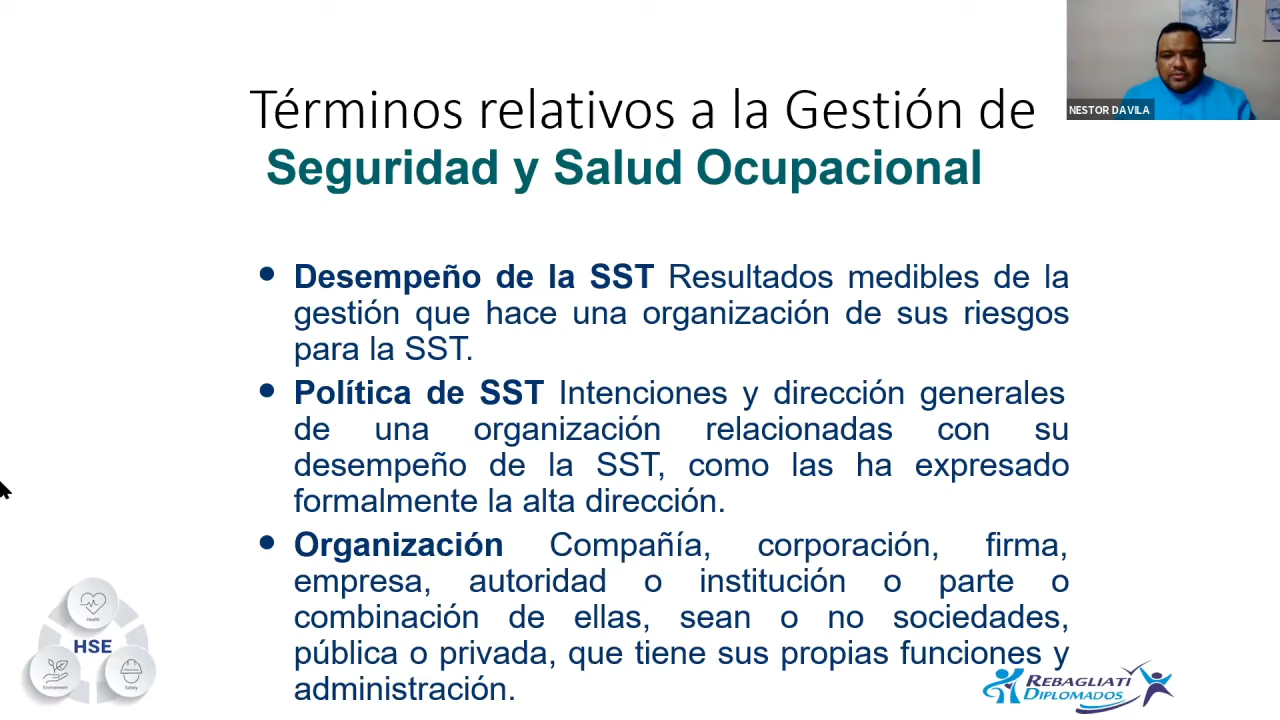 NESTOR DAVILA
Términos relativos a la Gestión de
Seguridad y Salud Ocupacional
• Desempeño de la SST Resultados medibles de la
gestión que hace una organización de sus riesgos
para la SST.
• Política de SST Intenciones y dirección generales
de una organización relacionadas con su
desempeño de la SST, como las ha expresado
formalmente la alta dirección.
• Organización Compañía, corporación, firma,
empresa, autoridad o institución o parte o
combinación de ellas, sean o no sociedades,
pública o privada, que tiene sus propias funciones y
administración.
Health
HSE
Environment
Safety
REBAGLIATI
DIPLOMADOS